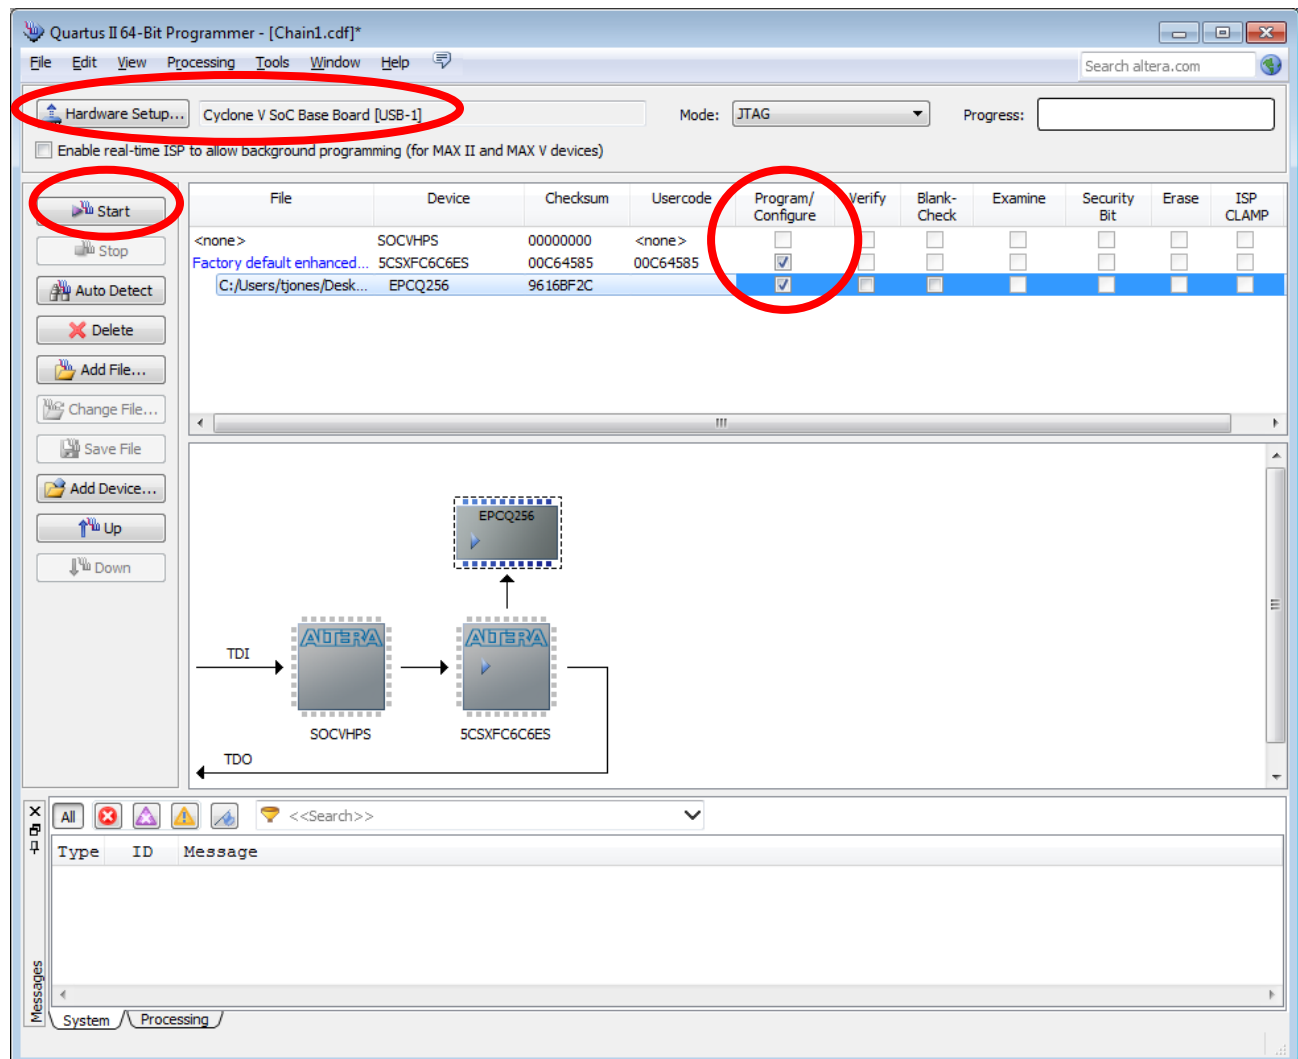 Quartus II 64-Bit Programmer - [Chain1.cdf]*
File Edit View Processing Tools Window Help
Search altera.com
Hardware Setup... Cyclone V SoC Base Board [USB-1] Mode: JTAG Progress:
Enable real-time ISP to allow background programming (for MAX II and MAX V devices)
Start
Stop
Auto Detect
Delete
Add File...
Change File...
Save File
Add Device...
Up
Down
File Device Checksum Usercode Program/ Configure Verify Blank- Check Examine Security Bit Erase ISP CLAMP
<none> SOCVHPS 00000000 <none>
Factory default enhanced... 5CSXFC6C6ES 00C64585 00C64585
C:/Users/tjones/Desk... EPCQ256 9616BF2C
EPCQ256
ALTERA ALTERA
TDI
SOCVHPS 5CSXFC6C6ES
TDO
All <<Search>>
Type ID Message
Messages
System Processing